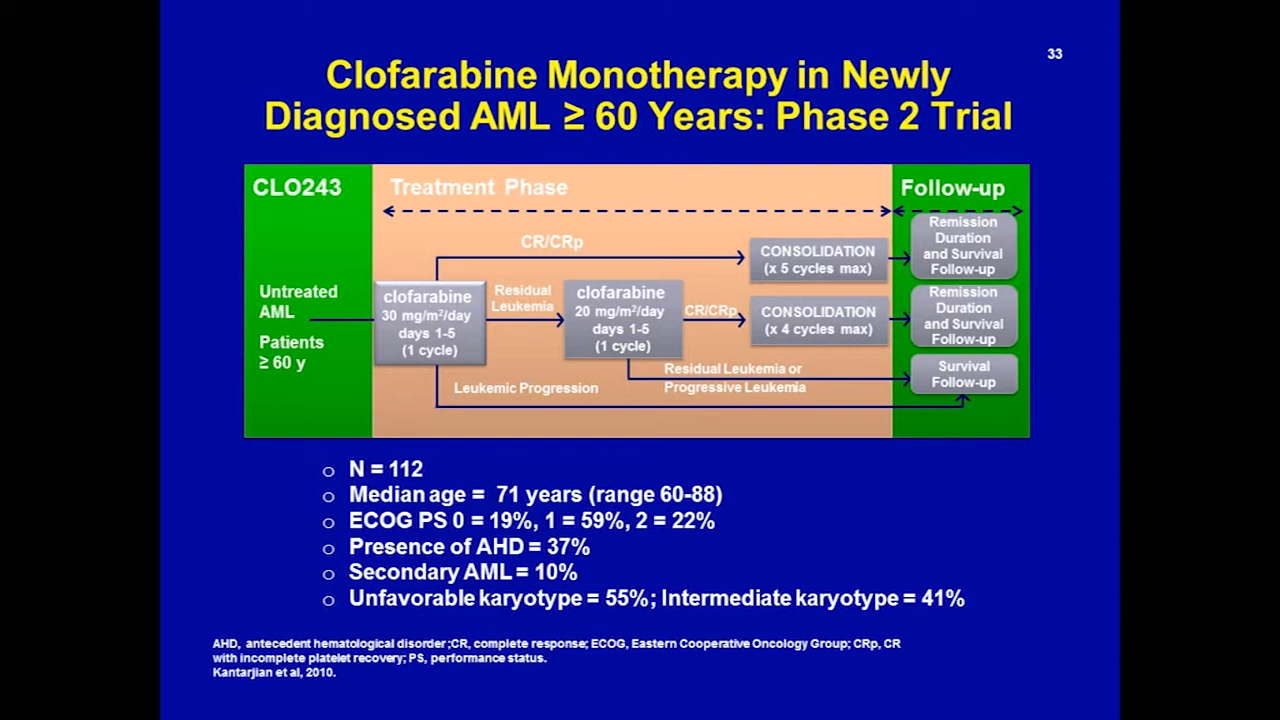 33
Clofarabine Monotherapy in Newly
Diagnosed AML ≥ 60 Years: Phase 2 Trial
CLO243
Treatment Phase
Follow-up
CR/CRp
CONSOLIDATION
(x 5 cycles max)
Remission
Duration
and Survival
Follow-up
Untreated
AML
Patients
≥ 60 y
clofarabine
30 mg/m²/day
days 1-5
(1 cycle)
Residual
Leukemia
clofarabine
20 mg/m²/day
days 1-5
(1 cycle)
CR/CRp
CONSOLIDATION
(x 4 cycles max)
Remission
Duration
and Survival
Follow-up
Residual Leukemia or
Progressive Leukemia
Survival
Follow-up
Leukemic Progression
o N = 112
o Median age = 71 years (range 60-88)
o ECOG PS 0 = 19%, 1 = 59%, 2 = 22%
o Presence of AHD = 37%
o Secondary AML = 10%
o Unfavorable karyotype = 55%; Intermediate karyotype = 41%
AHD, antecedent hematological disorder ;CR, complete response; ECOG, Eastern Cooperative Oncology Group; CRp, CR
with incomplete platelet recovery; PS, performance status.
Kantarjian et al, 2010.